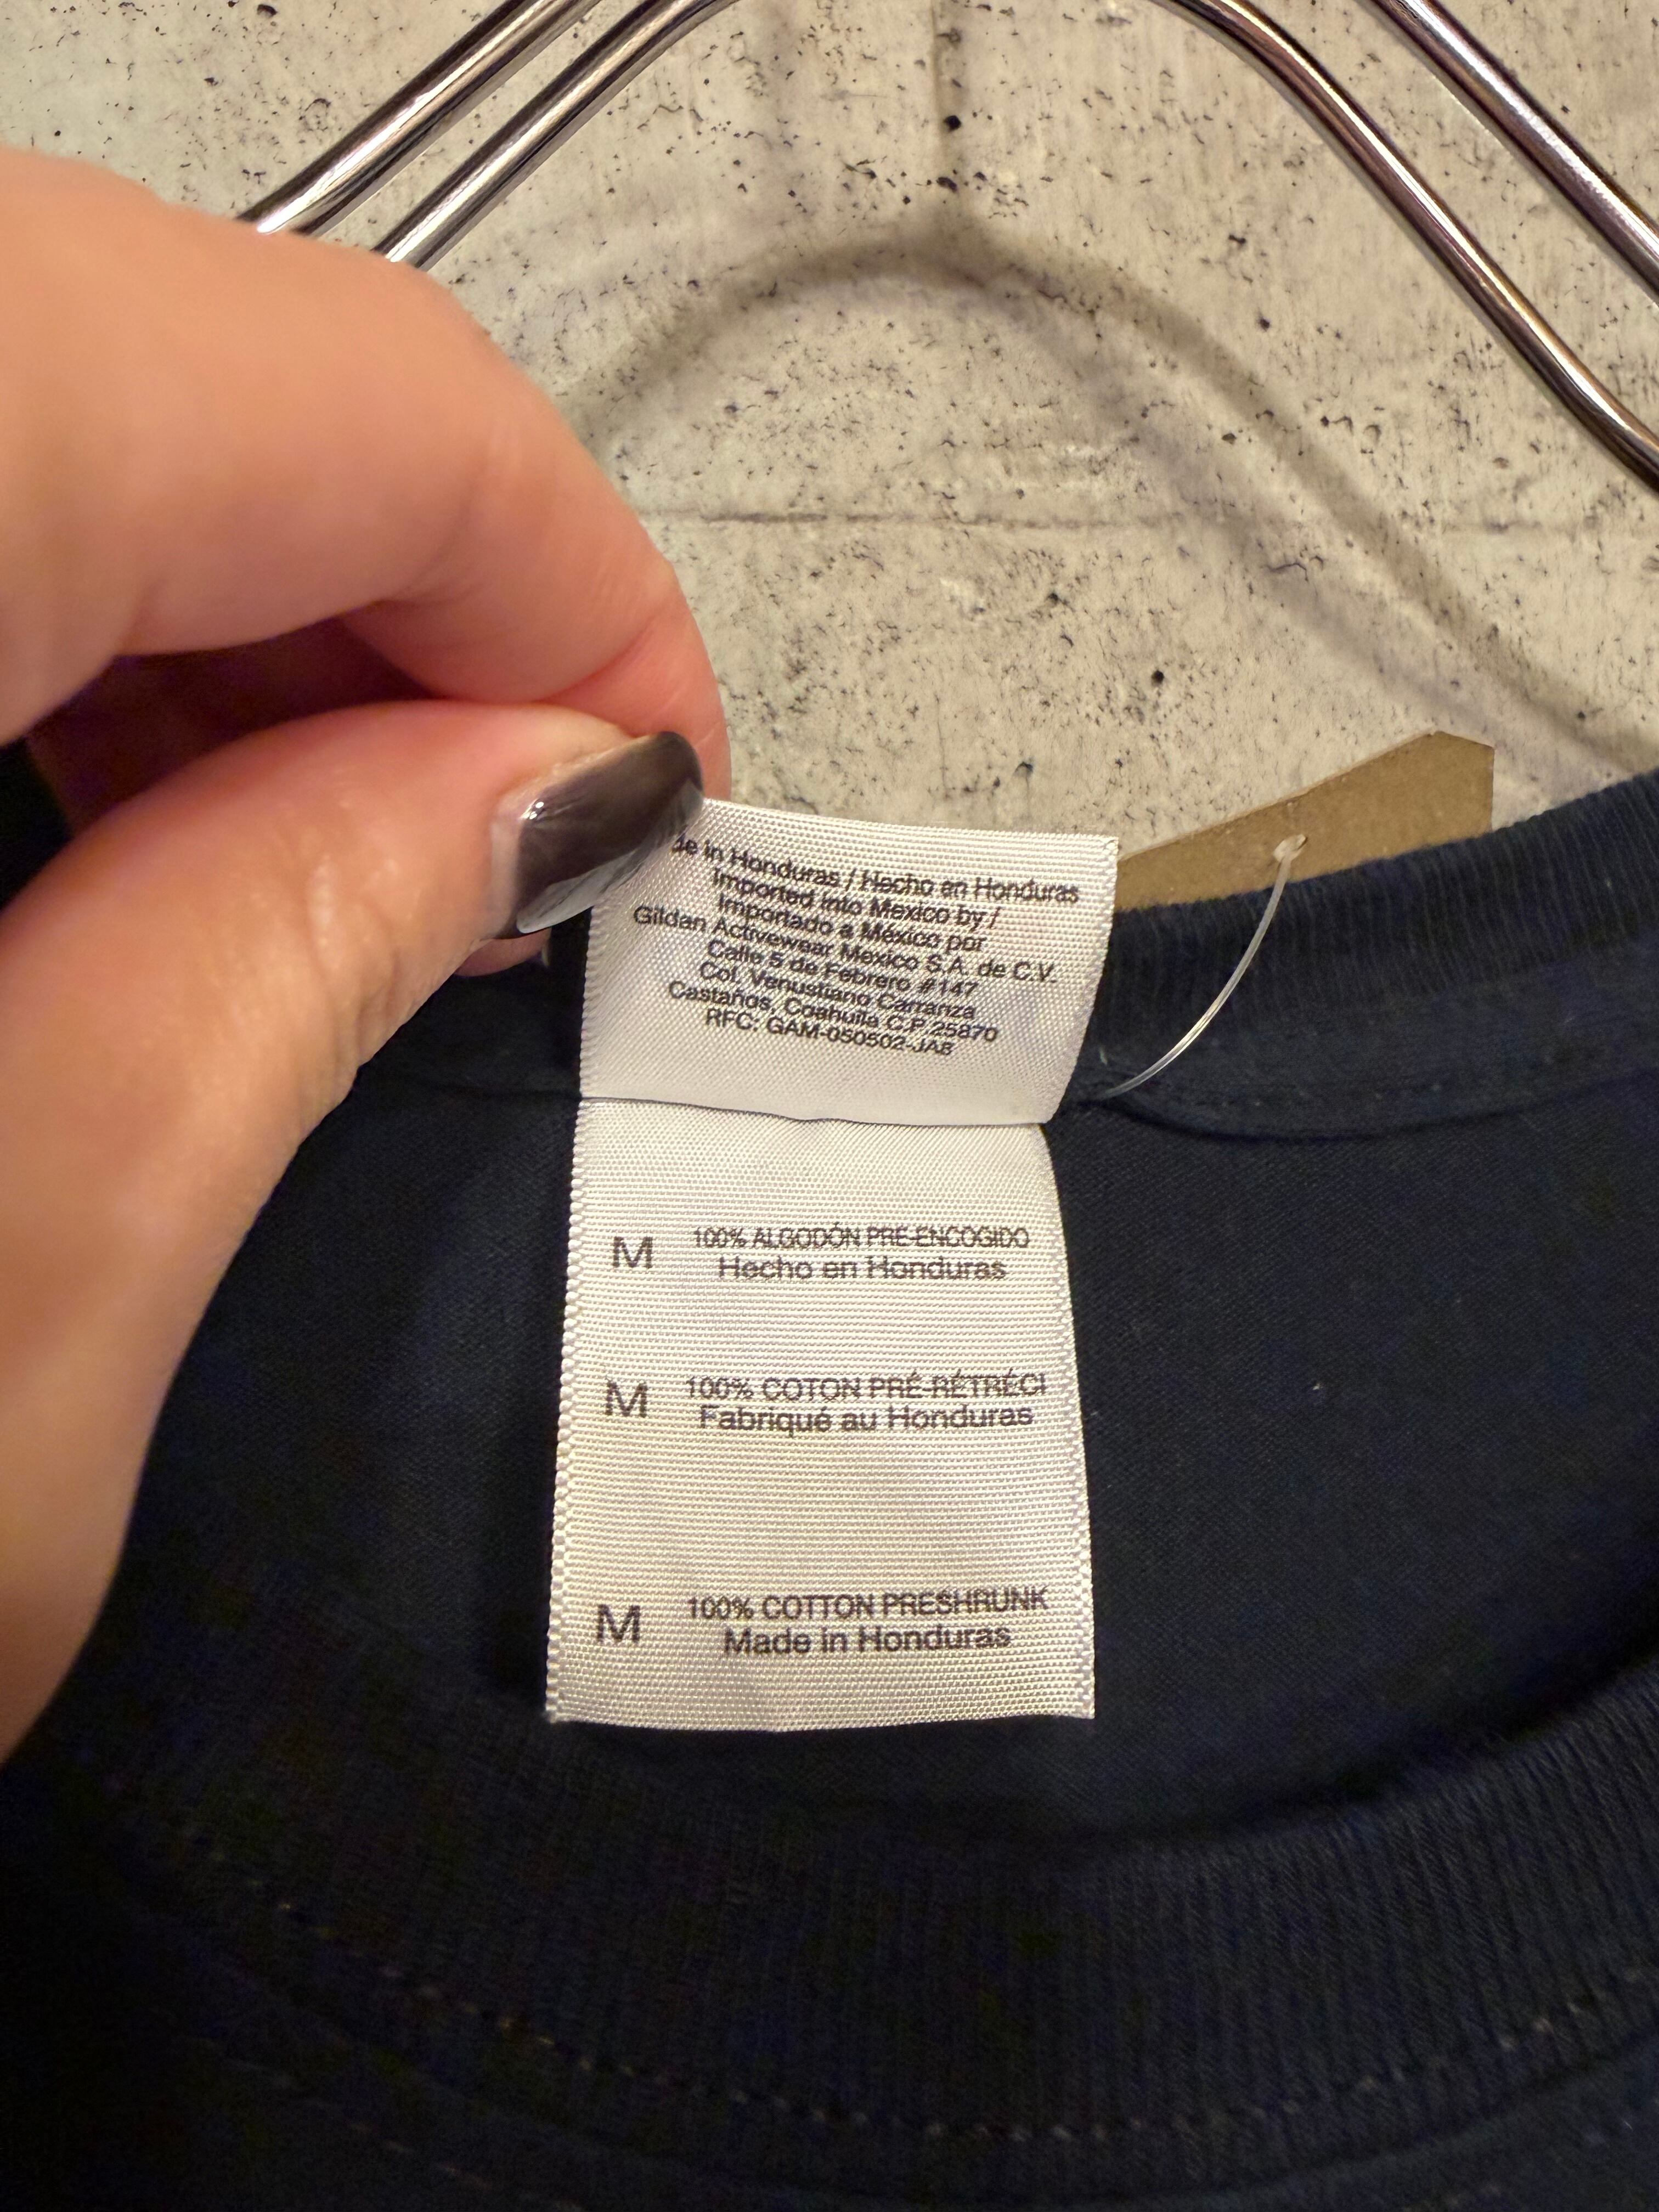 de in Honduras / Hecho en Honduras
Imported into Mexico by /
Importado a México por
Gildan Activewear Mexico S.A. de C.V.
Calle 5 de Febrero #147
Col. Venustiano Carranza
Castaños, Coahuila C.P. 25870
RFC: GAM-050502-JA8
M 100% ALGODÓN PRE-ENCOGIDO
Hecho en Honduras
M 100% COTON PRÉ-RÉTRÉCI
Fabriqué au Honduras
M 100% COTTON PRESHRUNK
Made in Honduras